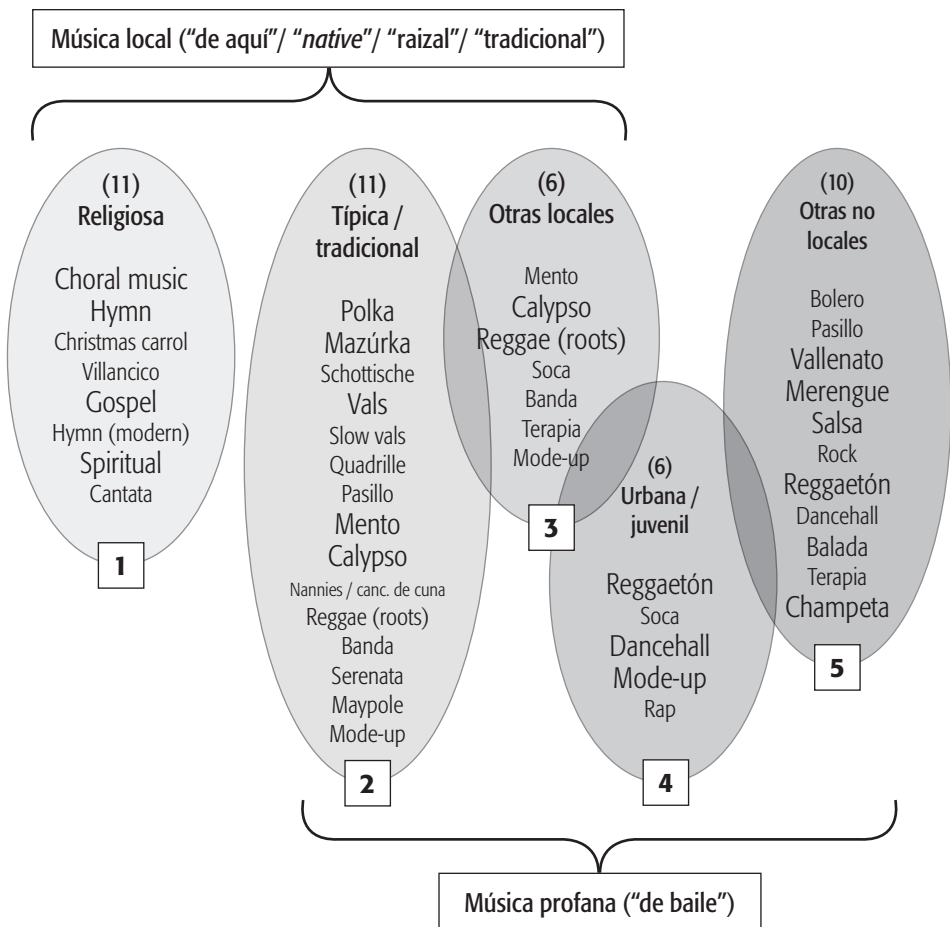 Música local (“de aquí”/ “native”/ “raizal”/ “tradicional”)
(11)
Religiosa
Choral music
Hymn
Christmas carrol
Villancico
Gospel
Hymn (modern)
Spiritual
Cantata
1
(11)
Típica /
tradicional
Polka
Mazúrka
Schottische
Vals
Slow vals
Quadrille
Pasillo
Mento
Calypso
Nannies / canc. de cuna
Reggae (roots)
Banda
Serenata
Maypole
Mode-up
2
(6)
Otras locales
Mento
Calypso
Reggae (roots)
Soca
Banda
Terapia
Mode-up
3
(6)
Urbana /
juvenil
Reggaetón
Soca
Dancehall
Mode-up
Rap
4
(10)
Otras no
locales
Bolero
Pasillo
Vallenato
Merengue
Salsa
Rock
Reggaetón
Dancehall
Balada
Terapia
Champeta
5
Música profana (“de baile”)